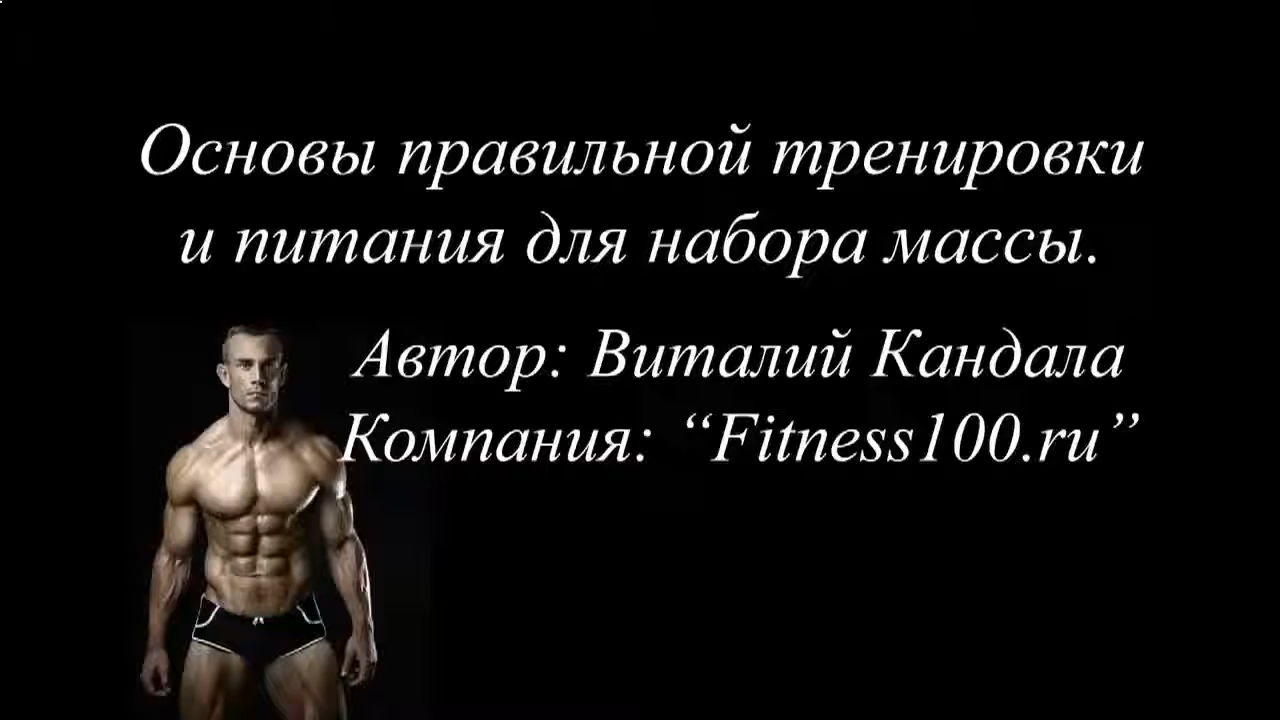 Основы правильной тренировки
и питания для набора массы.
Автор: Виталий Кандала
Компания: “Fitness100.ru”